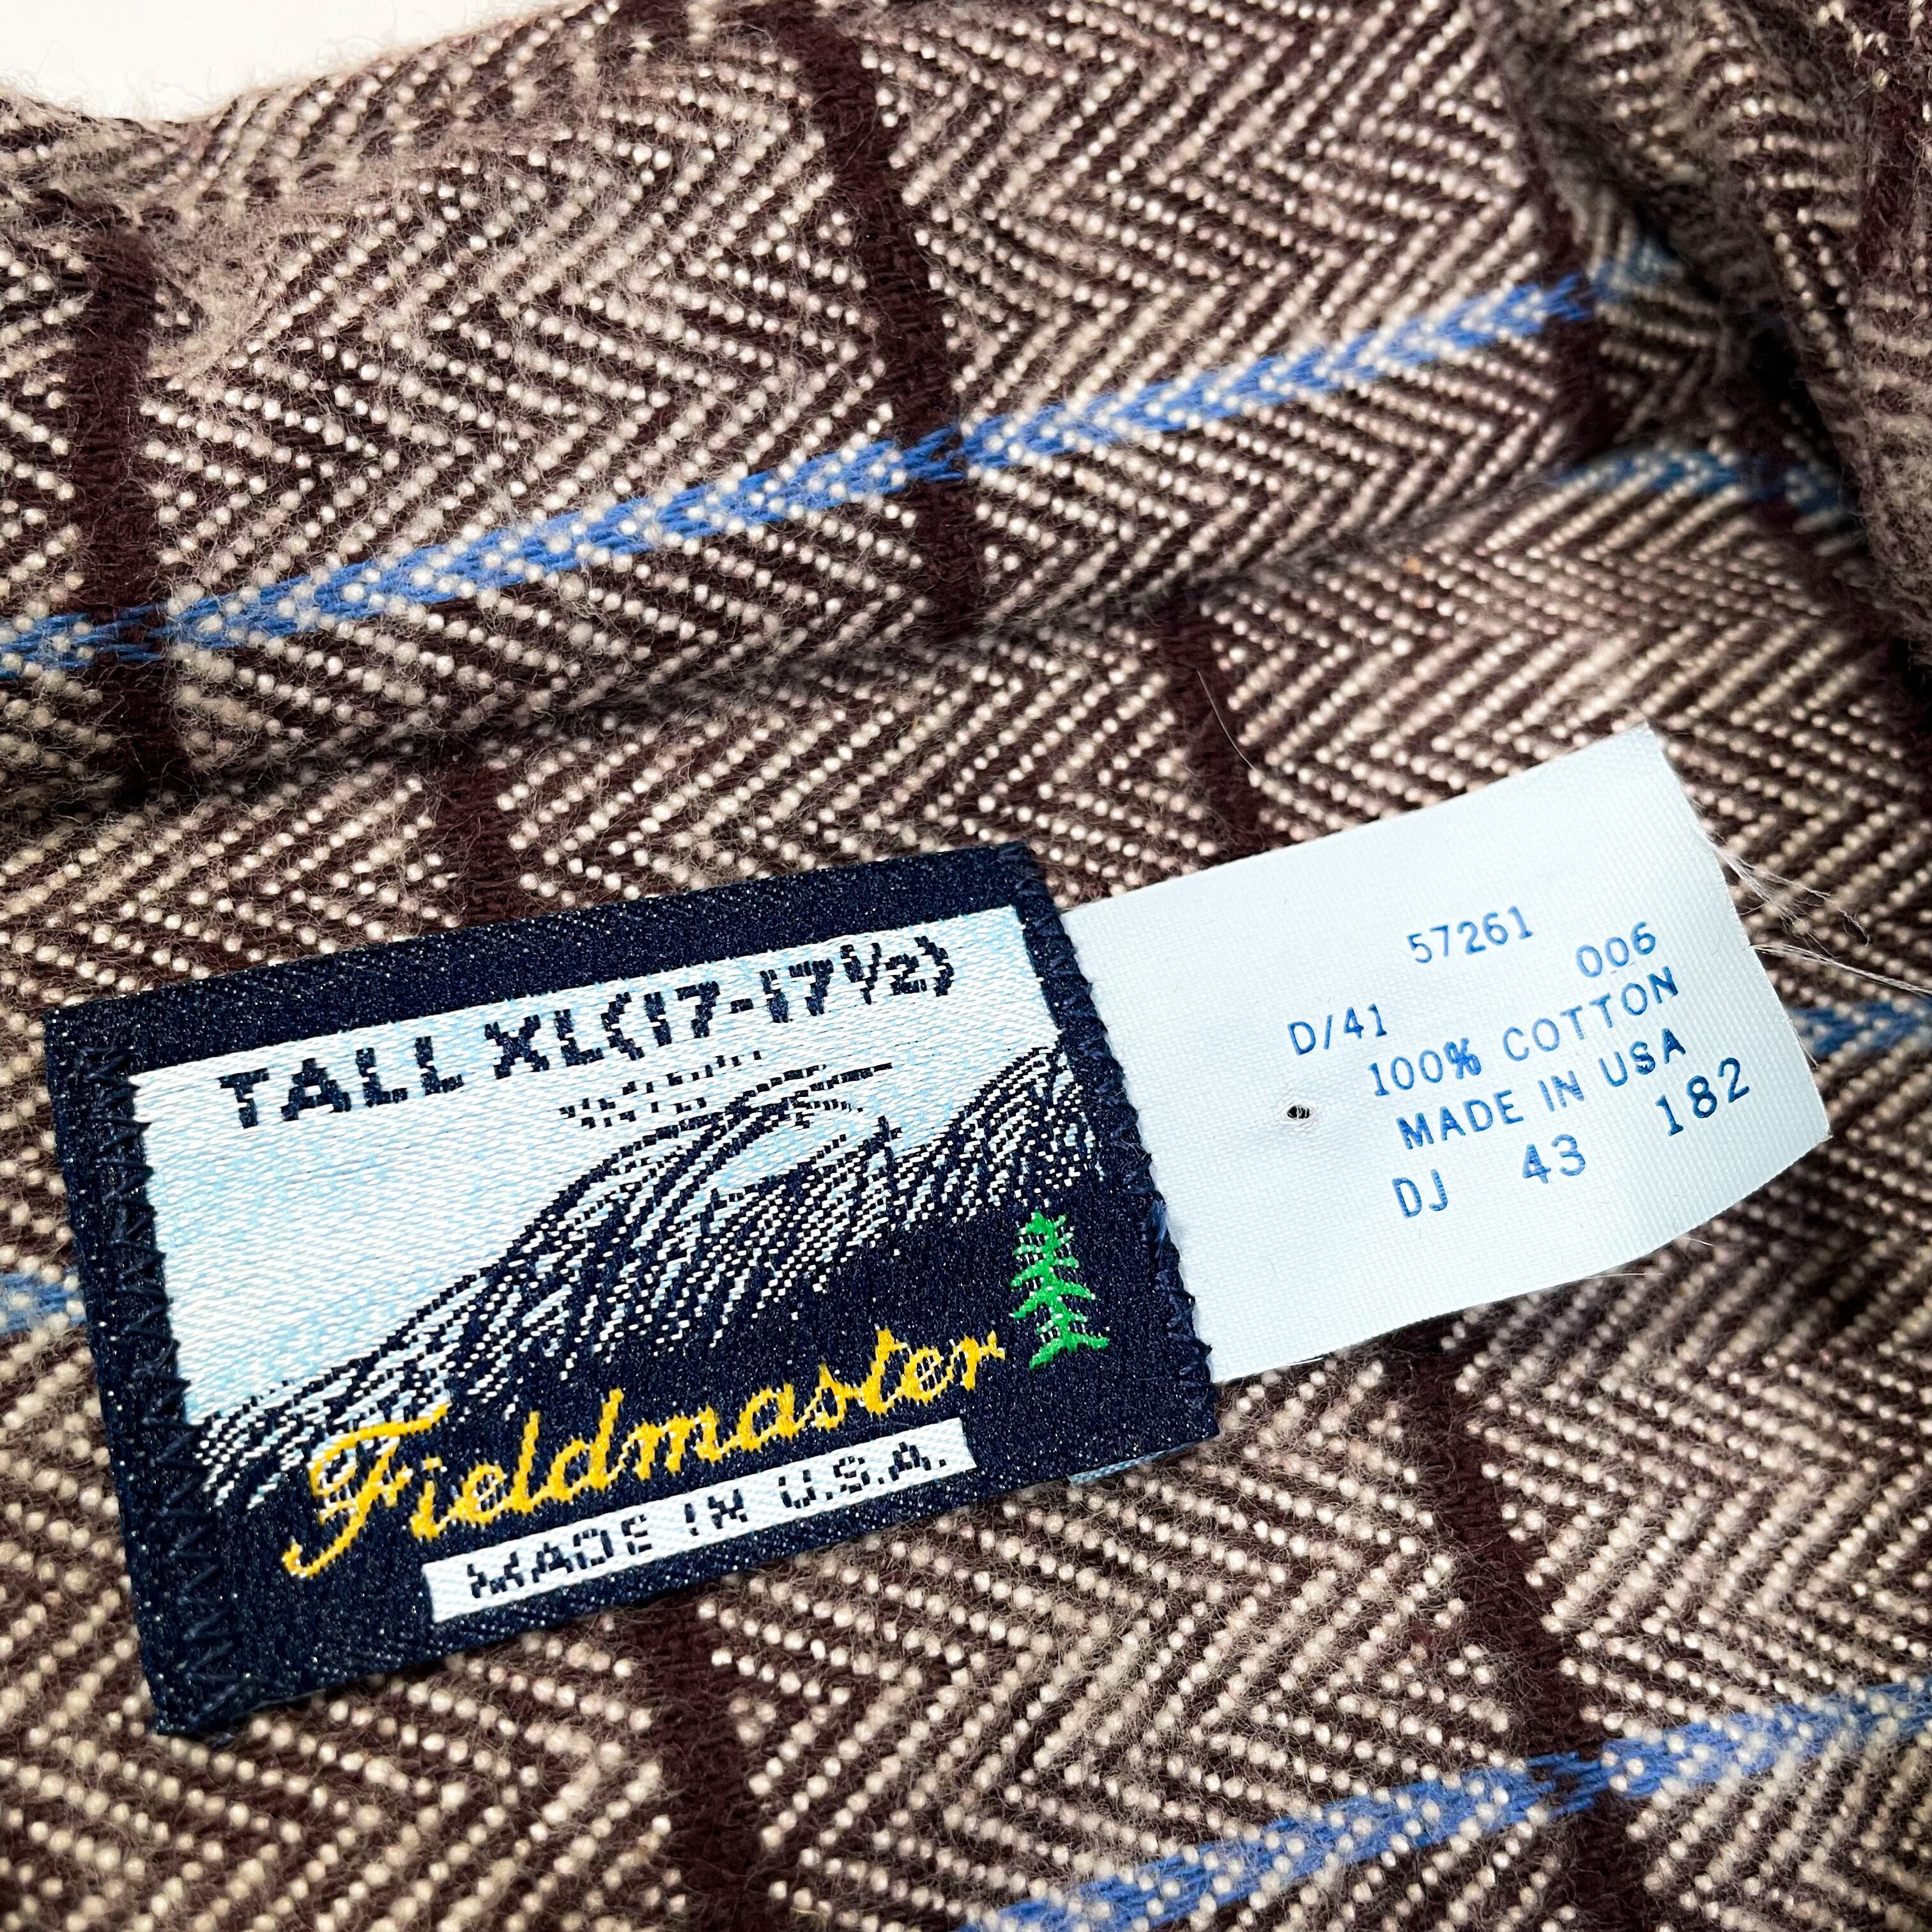 TALL XL(17-17½)
Fieldmaster
MADE IN U.S.A.
57261
006
D/41
100% COTTON
MADE IN USA
DJ 43 182